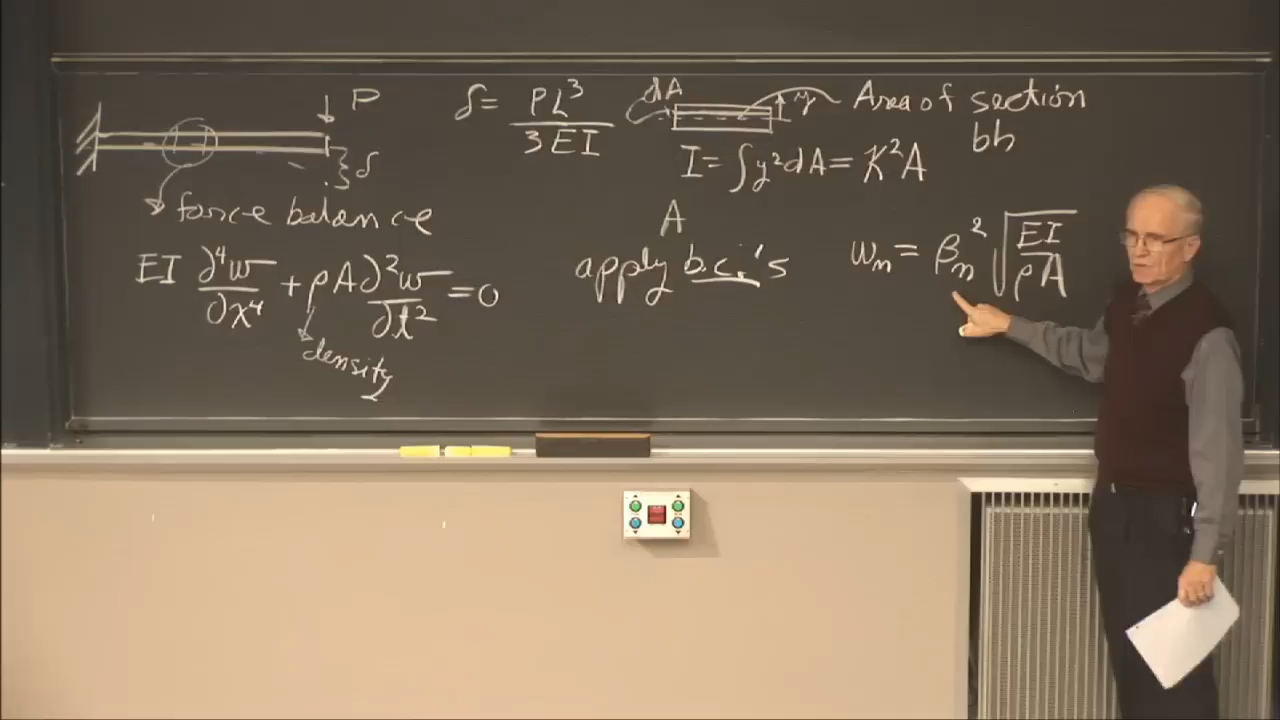 P
δ
force balance
EI ∂⁴w/∂x⁴ + ρA ∂²w/∂t² = 0
density
δ = PL³/3EI
dA
y
Area of section
bh
I = ∫y²dA = K²A
A
apply b.c.'s
ωₙ = βₙ² √(EI/ρA)